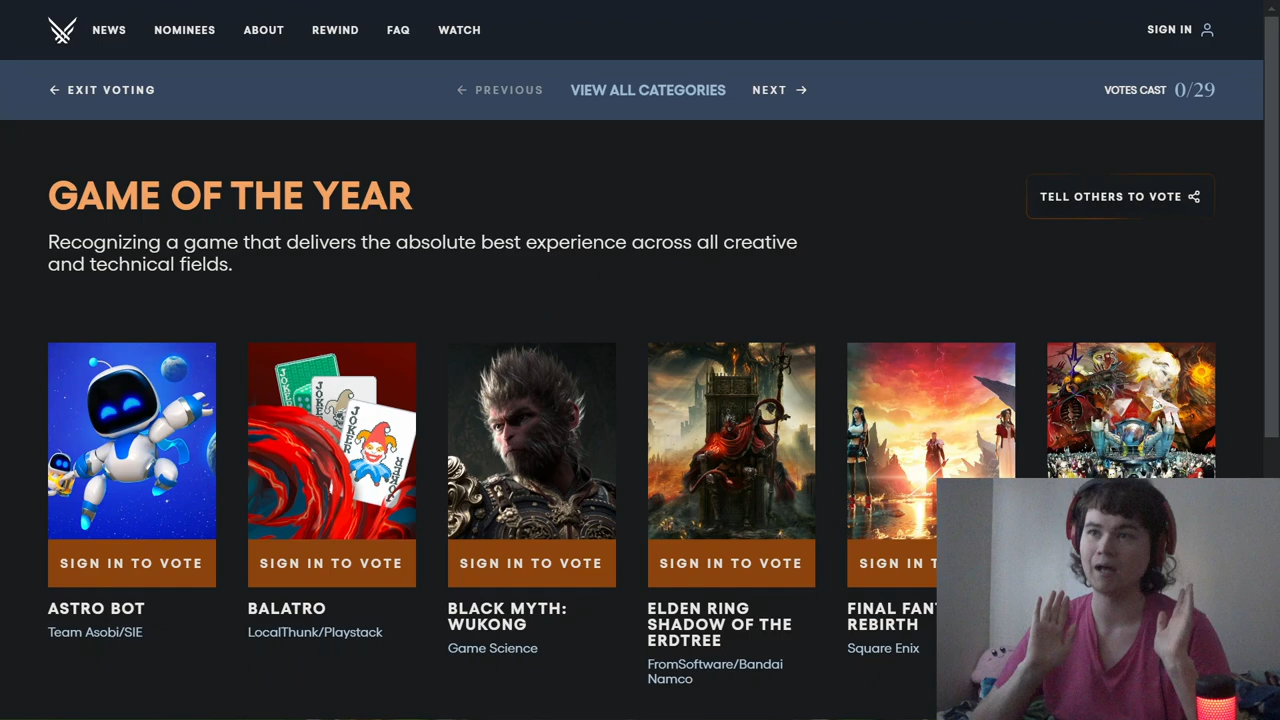 NEWS
NOMINEES
ABOUT
REWIND
FAQ
WATCH
SIGN IN
EXIT VOTING
PREVIOUS
VIEW ALL CATEGORIES
NEXT
VOTES CAST 0/29
GAME OF THE YEAR
TELL OTHERS TO VOTE
Recognizing a game that delivers the absolute best experience across all creative
and technical fields.
JOKER
JOKER
JOKER
SIGN IN TO VOTE
SIGN IN TO VOTE
SIGN IN TO VOTE
SIGN IN TO VOTE
SIGN IN
ASTRO BOT
Team Asobi/SIE
BALATRO
LocalThunk/Playstack
BLACK MYTH:
WUKONG
Game Science
ELDEN RING
SHADOW OF THE
ERDTREE
FromSoftware/Bandai
Namco
FINAL FAN
REBIRTH
Square Enix